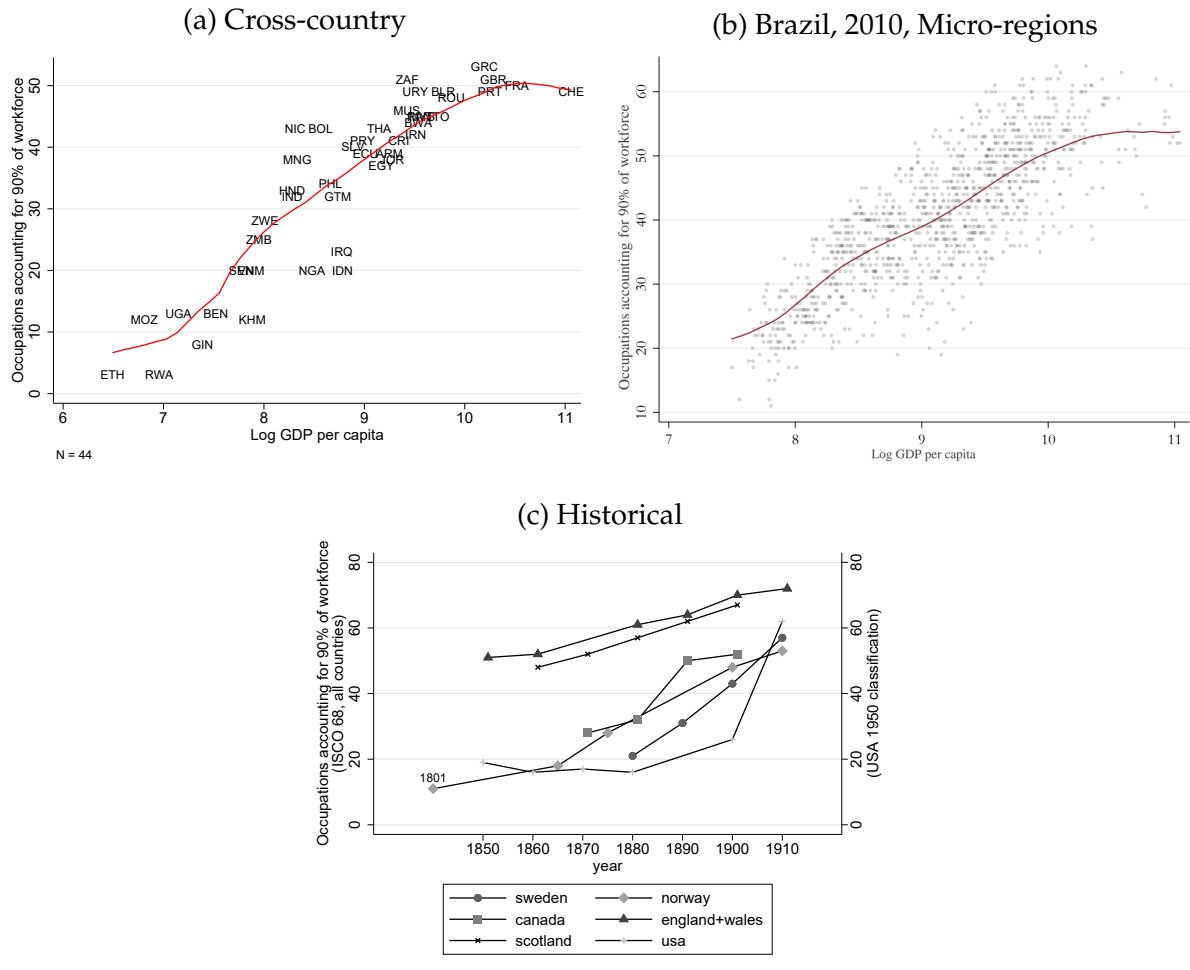 (a) Cross-country
Occupations accounting for 90% of workforce
50
40
30
20
10
0
GRC
ZAF
GBR
FRA
URY
BLR
PRT
CHE
ROU
MUS
BWA
NIC
BOL
THA
IRN
PRY
CRI
SLV
MNG
EGY
PHL
HND
IND
GTM
ZWE
ZMB
IRQ
NGA
IDN
UGA
BEN
MOZ
KHM
GIN
ETH
RWA
6 7 8 9 10 11
Log GDP per capita
N = 44
(b) Brazil, 2010, Micro-regions
Occupations accounting for 90% of workforce
60
50
40
30
20
10
7 8 9 10 11
Log GDP per capita
(c) Historical
Occupations accounting for 90% of workforce
(ISCO 68, all countries)
80
60
40
20
0
1801
80
60
40
20
0
(USA 1950 classification)
1850 1860 1870 1880 1890 1900 1910
year
sweden norway
canada england+wales
scotland usa